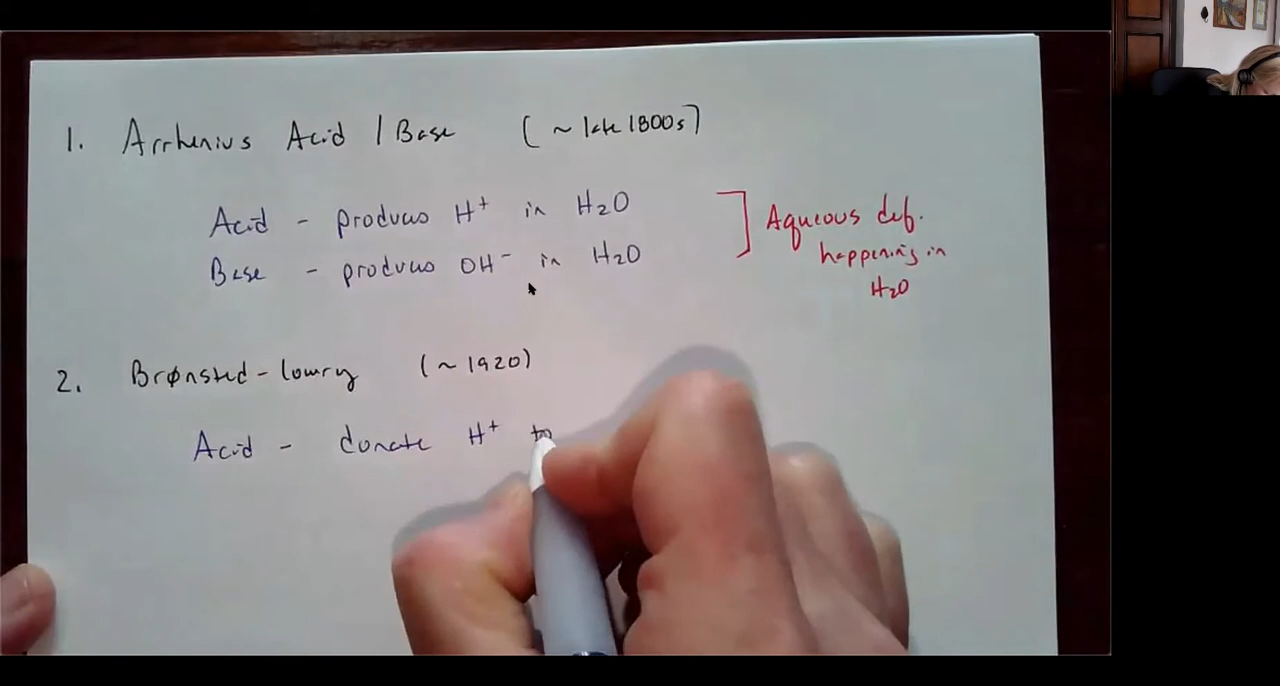 1. Arrhenius Acid / Base (~ late 1800s)
Acid - produces H⁺ in H₂O
Base - produces OH⁻ in H₂O
] Aqueous def.
happening in
H₂O
2. Brønsted-Lowry (~ 1920)
Acid - donate H⁺ to